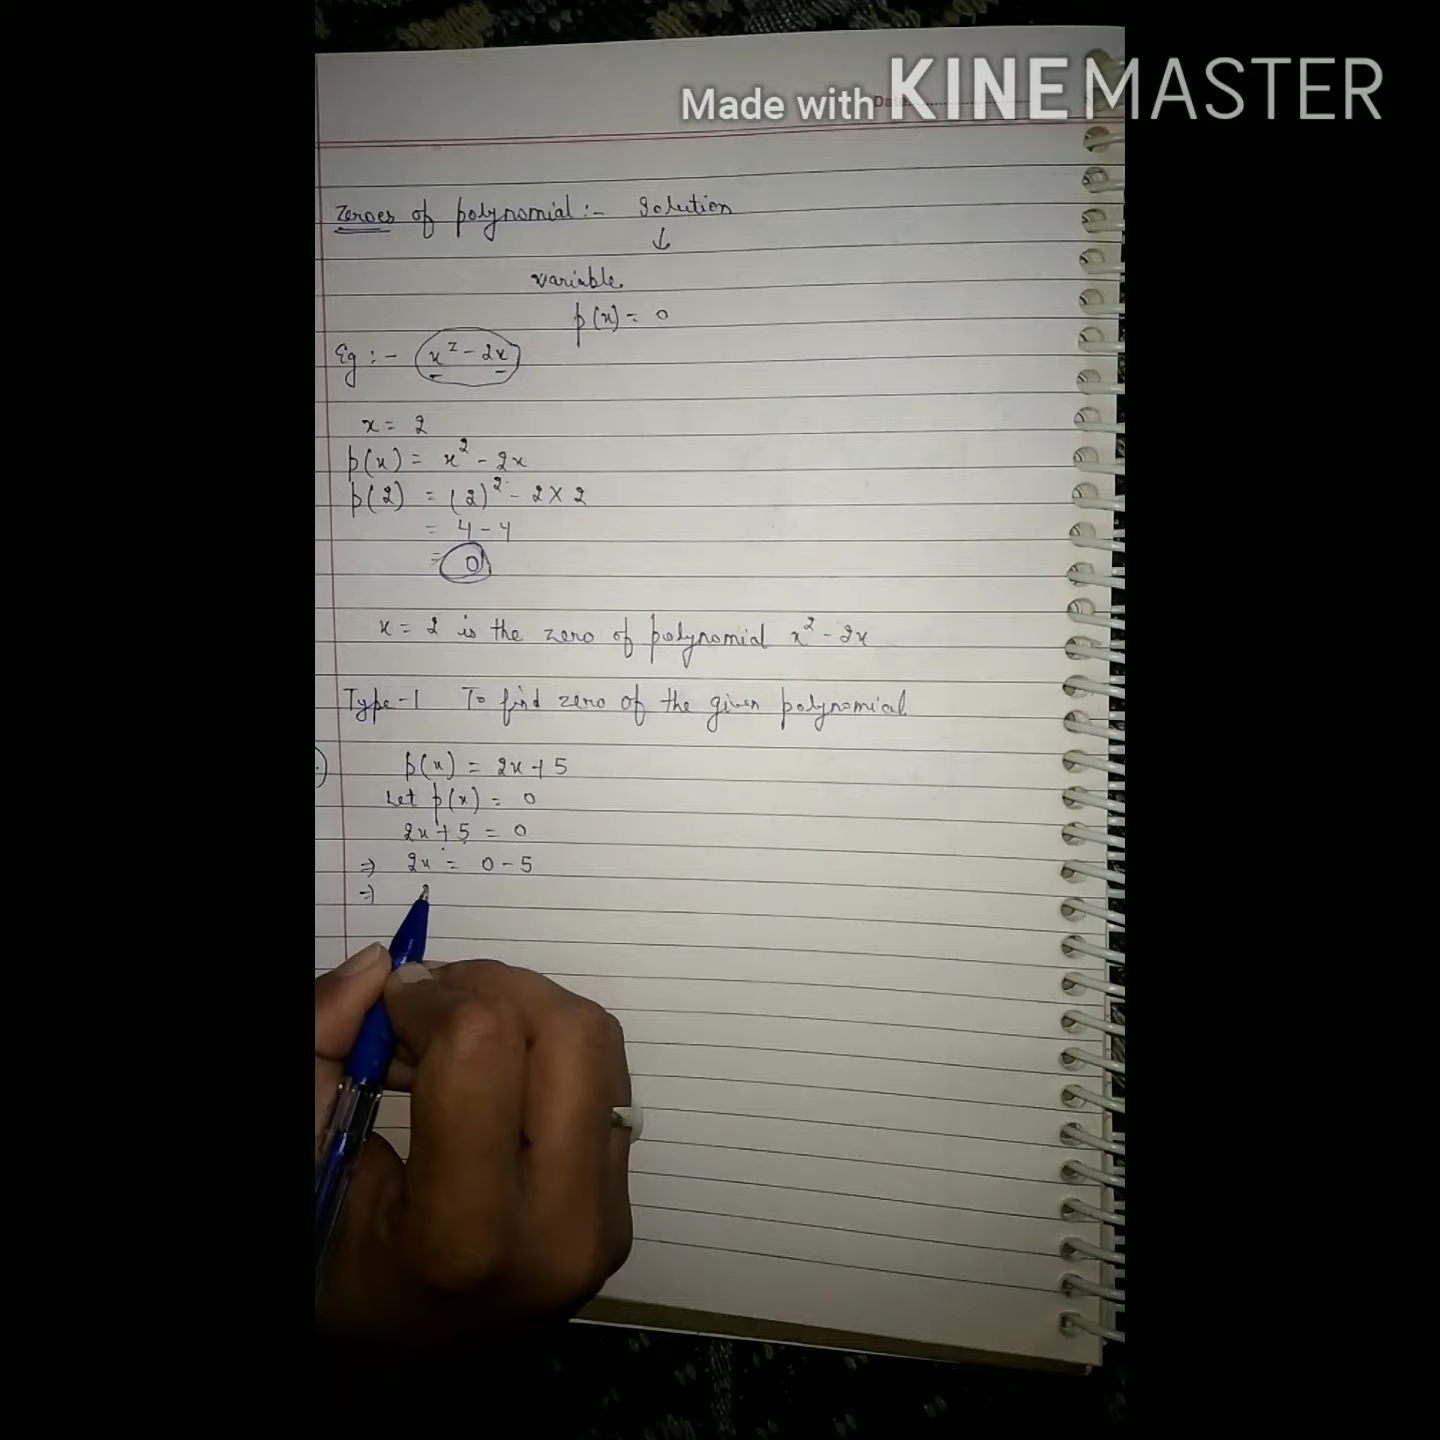 Made with KINEMASTER
Date
Zeroes of polynomial :- Solution
↓
variable
p(x) = 0
Eg :- x² - 2x
x = 2
p(x) = x² - 2x
p(2) = (2)² - 2 × 2
= 4 - 4
= 0
x = 2 is the zero of polynomial x² - 2x
Type-1 To find zero of the given polynomial
p(x) = 2x + 5
Let p(x) = 0
2x + 5 = 0
⇒ 2x = 0 - 5
⇒